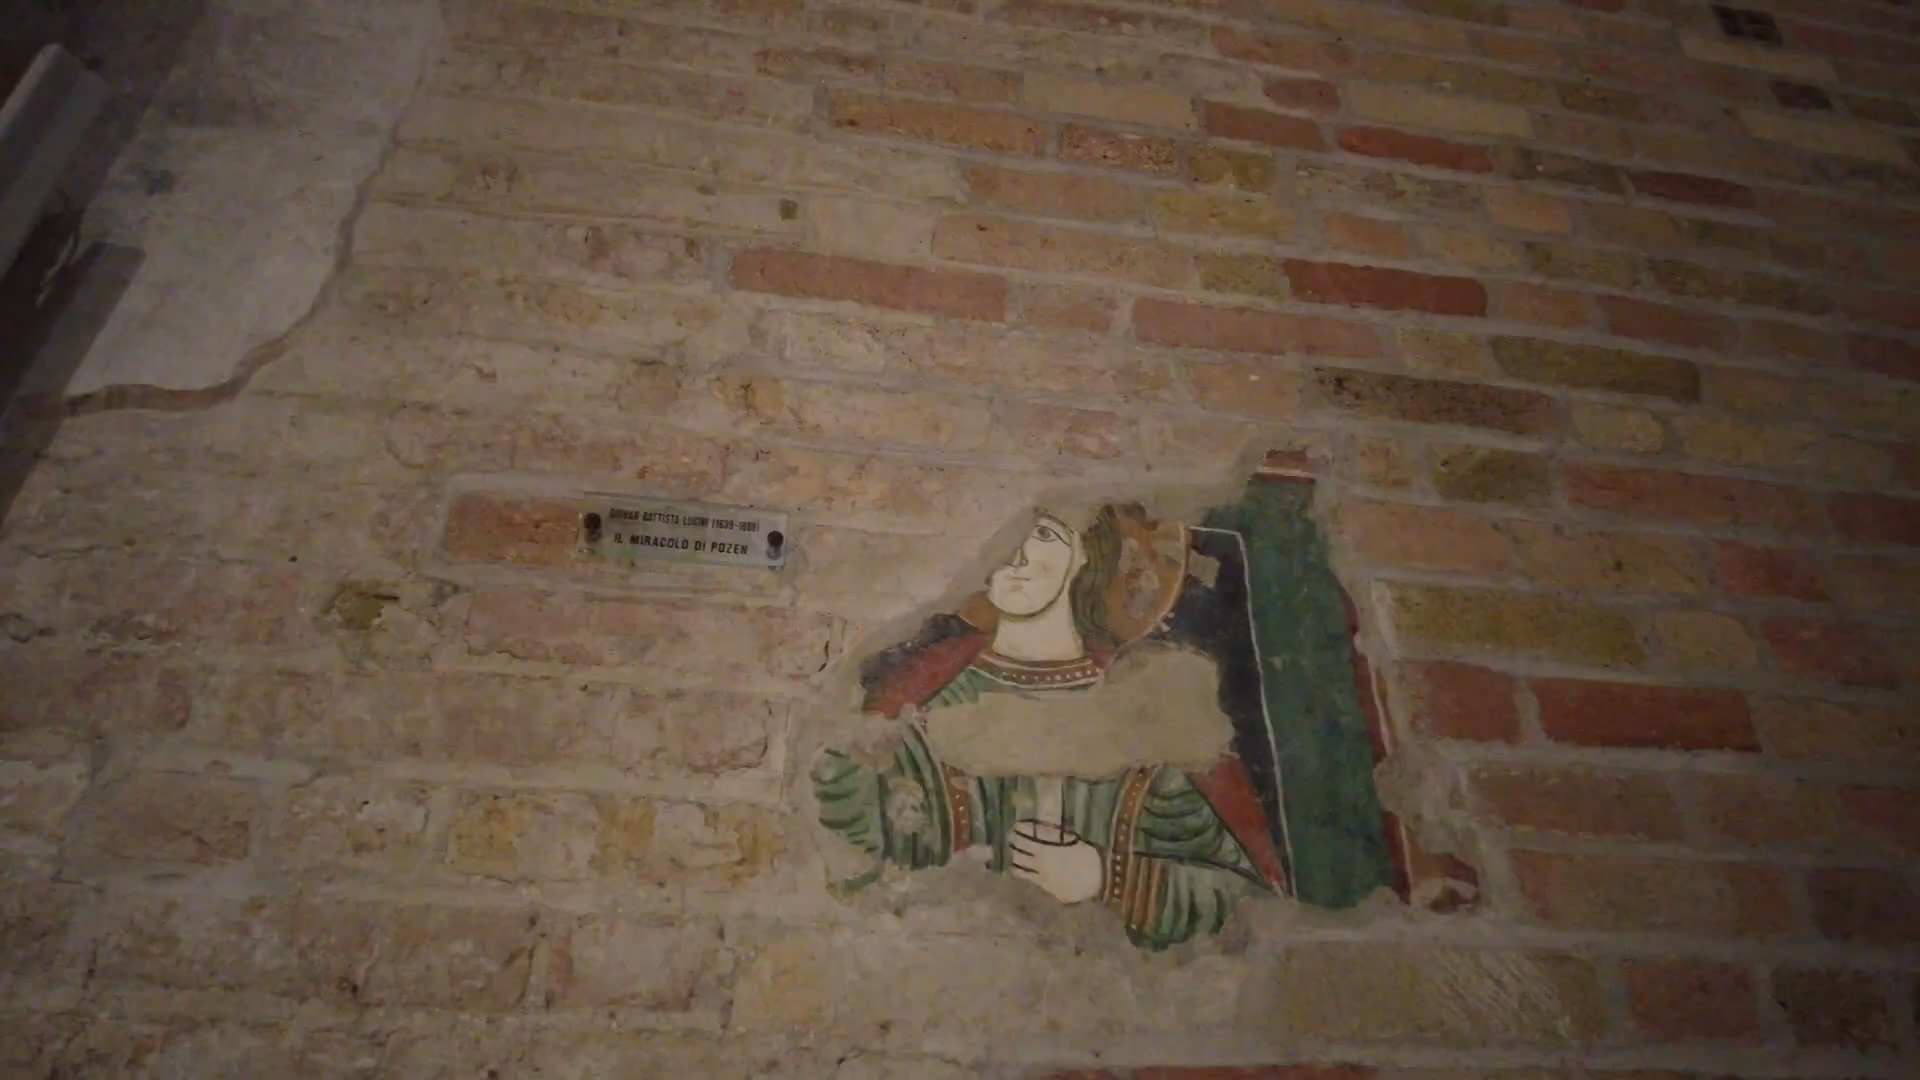 GIOVAN BATTISTA LUCINI (1639-1686)
IL MIRACOLO DI POZEN